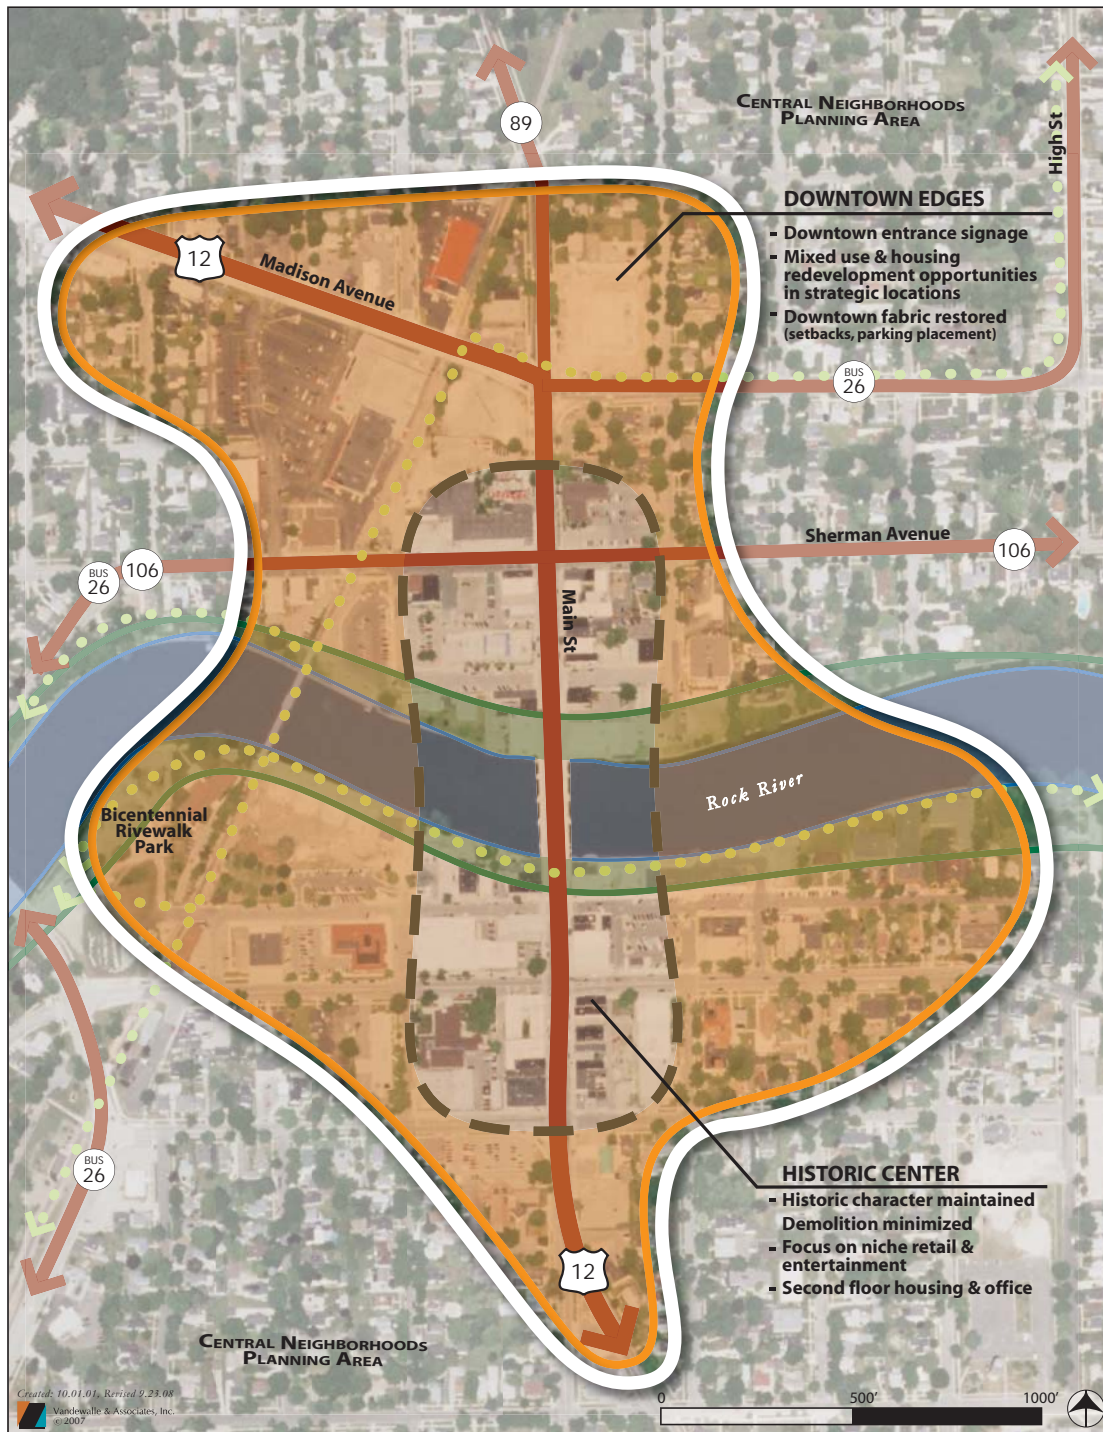 CENTRAL NEIGHBORHOODS
PLANNING AREA
89
High St
DOWNTOWN EDGES
- Downtown entrance signage
- Mixed use & housing
redevelopment opportunities
in strategic locations
- Downtown fabric restored
(setbacks, parking placement)
12
Madison Avenue
BUS
26
Sherman Avenue
106
BUS
26
106
Main St
Rock River
Bicentennial
Rivewalk
Park
BUS
26
HISTORIC CENTER
- Historic character maintained
Demolition minimized
- Focus on niche retail &
entertainment
- Second floor housing & office
12
CENTRAL NEIGHBORHOODS
PLANNING AREA
Created: 10.01.01, Revised 9.23.08
Vandewalle & Associates, Inc.
© 2007
0 500' 1000'